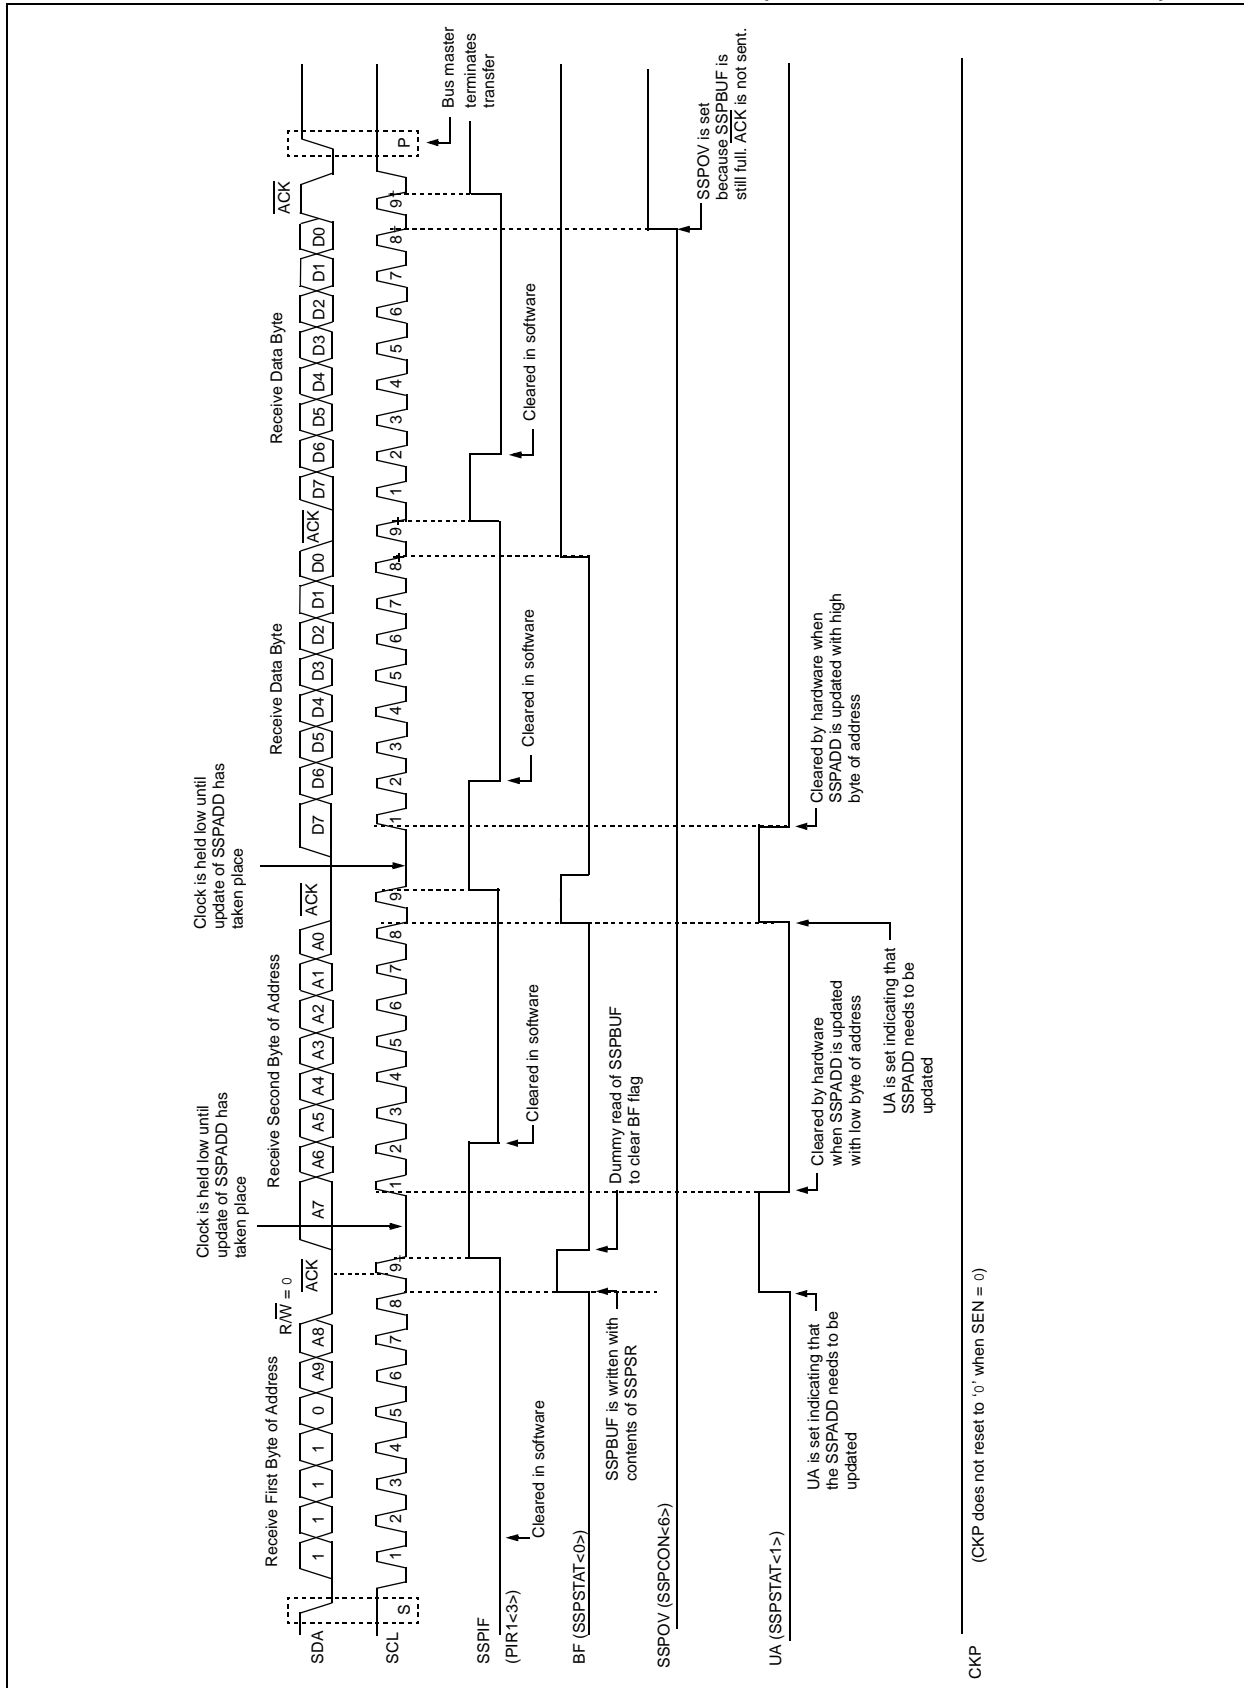 Receive First Byte of Address
R/W = 0
Receive Second Byte of Address
Clock is held low until
update of SSPADD has
taken place
Clock is held low until
update of SSPADD has
taken place
Receive Data Byte
Receive Data Byte
SDA
1 1 1 1 0 A9 A8 ACK A7 A6 A5 A4 A3 A2 A1 A0 ACK D7 D6 D5 D4 D3 D2 D1 D0 ACK D7 D6 D5 D4 D3 D2 D1 D0 ACK
SCL
S 1 2 3 4 5 6 7 8 9 1 2 3 4 5 6 7 8 9 1 2 3 4 5 6 7 8 9 1 2 3 4 5 6 7 8 9 P
Bus master
terminates
transfer
SSPIF
(PIR1<3>)
Cleared in software
Cleared in software
Cleared in software
Cleared in software
BF (SSPSTAT<0>)
SSPBUF is written with
contents of SSPSR
Dummy read of SSPBUF
to clear BF flag
SSPOV (SSPCON<6>)
SSPOV is set
because SSPBUF is
still full. ACK is not sent.
UA (SSPSTAT<1>)
UA is set indicating that
the SSPADD needs to be
updated
Cleared by hardware
when SSPADD is updated
with low byte of address
UA is set indicating that
SSPADD needs to be
updated
Cleared by hardware when
SSPADD is updated with high
byte of address
CKP
(CKP does not reset to ‘0’ when SEN = 0)